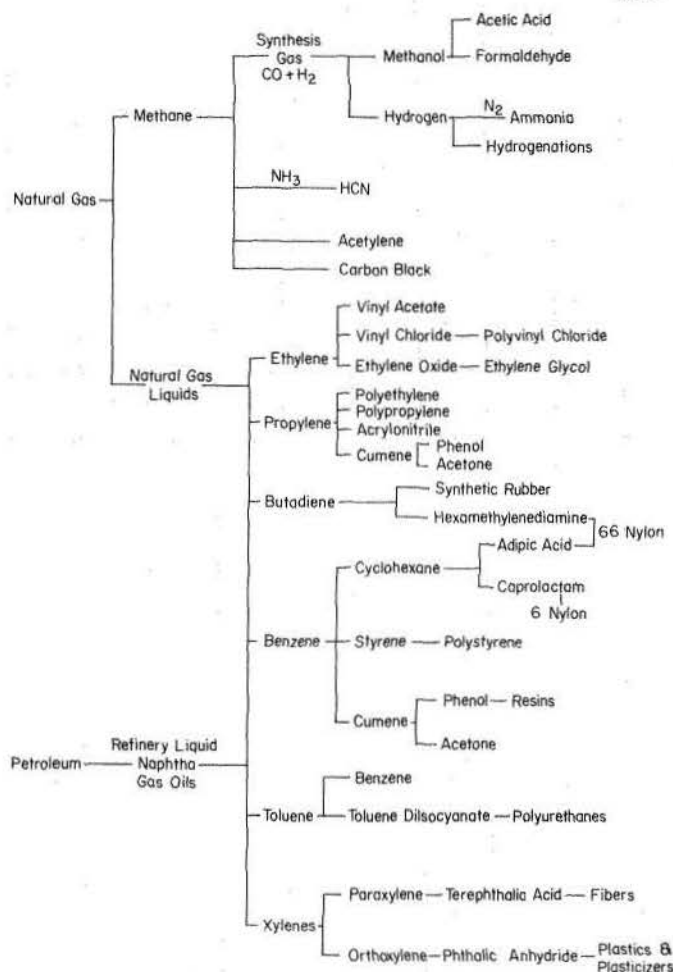 Synthesis
Gas
CO + H2
Methanol
Acetic Acid
Formaldehyde
Methane
Hydrogen
N2
Ammonia
Hydrogenations
Natural Gas
NH3
HCN
Acetylene
Carbon Black
Natural Gas
Liquids
Ethylene
Vinyl Acetate
Vinyl Chloride
Polyvinyl Chloride
Ethylene Oxide
Ethylene Glycol
Propylene
Polyethylene
Polypropylene
Acrylonitrile
Cumene
Phenol
Acetone
Butadiene
Synthetic Rubber
Hexamethylenediamine
66 Nylon
Adipic Acid
Cyclohexane
Caprolactam
6 Nylon
Benzene
Styrene
Polystyrene
Cumene
Phenol
Resins
Acetone
Petroleum
Refinery Liquid
Naphtha
Gas Oils
Toluene
Benzene
Toluene DiIsocyanate
Polyurethanes
Xylenes
Paraxylene
Terephthalia Acid
Fibers
Orthoxylene
Phthalic Anhydride
Plastics &
Plasticizers